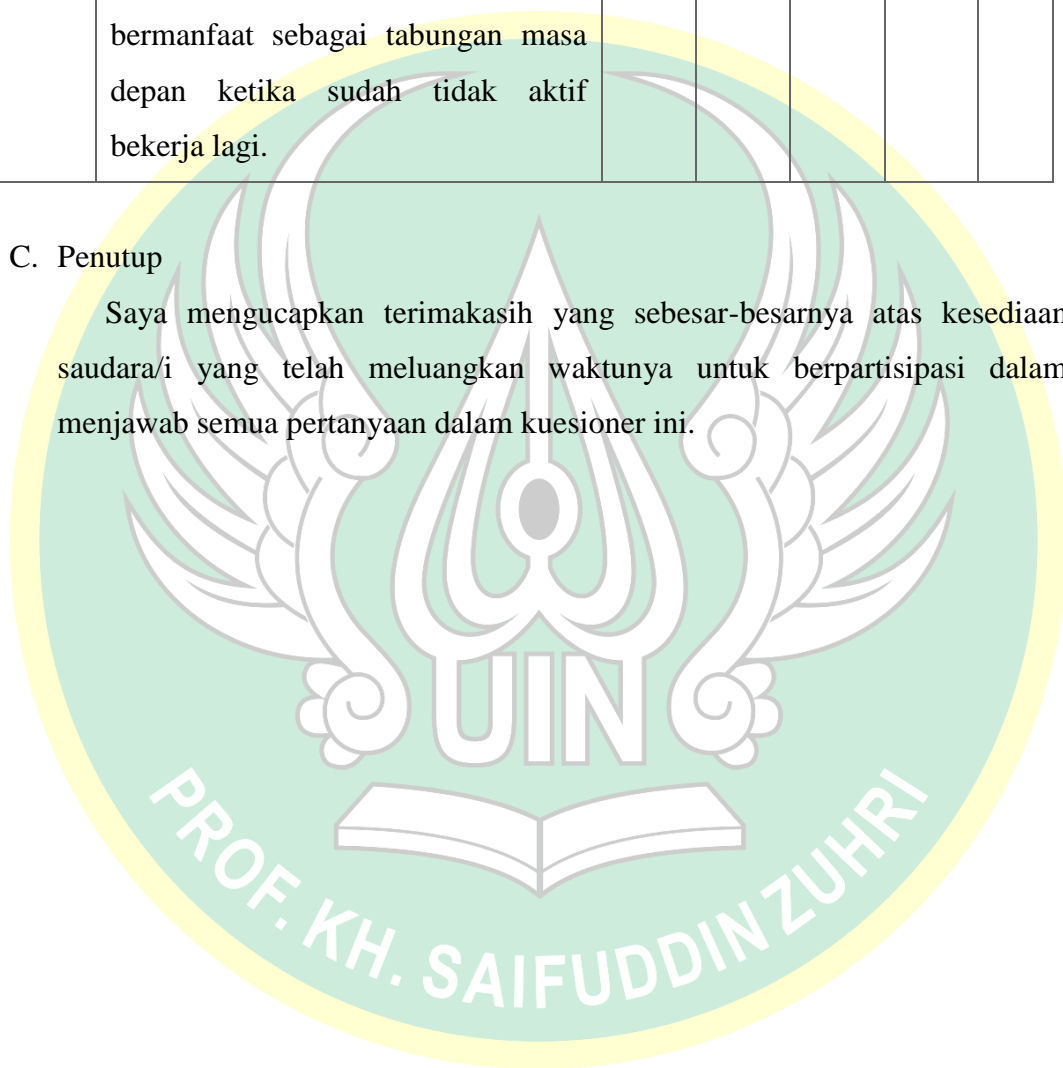 bermanfaat sebagai tabungan masa
depan ketika sudah tidak aktif
bekerja lagi.
C. Penutup
Saya mengucapkan terimakasih yang sebesar-besarnya atas kesediaan
saudara/i yang telah meluangkan waktunya untuk berpartisipasi dalam
menjawab semua pertanyaan dalam kuesioner ini.
UIN
PROF. KH. SAIFUDDIN ZUHRI